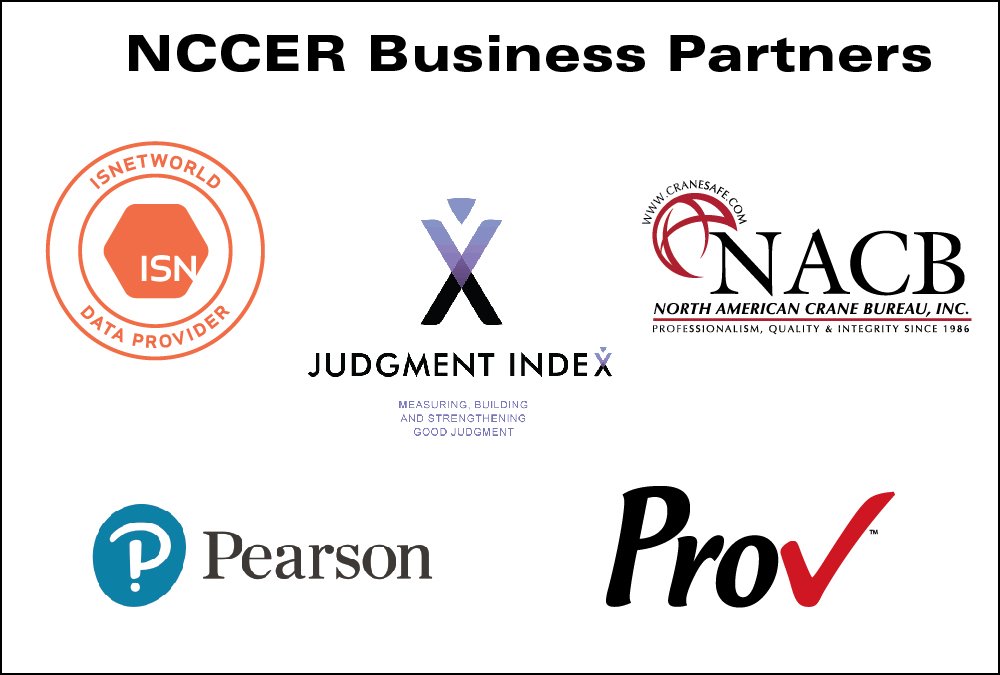 NCCER Business Partners
ISNETWORLD
ISN
DATA PROVIDER
JUDGMENT INDEX
MEASURING, BUILDING
AND STRENGTHENING
GOOD JUDGMENT
WWW.CRANESAFE.COM
NACB
NORTH AMERICAN CRANE BUREAU, INC.
PROFESSIONALISM, QUALITY & INTEGRITY SINCE 1986
Pearson
Prov™